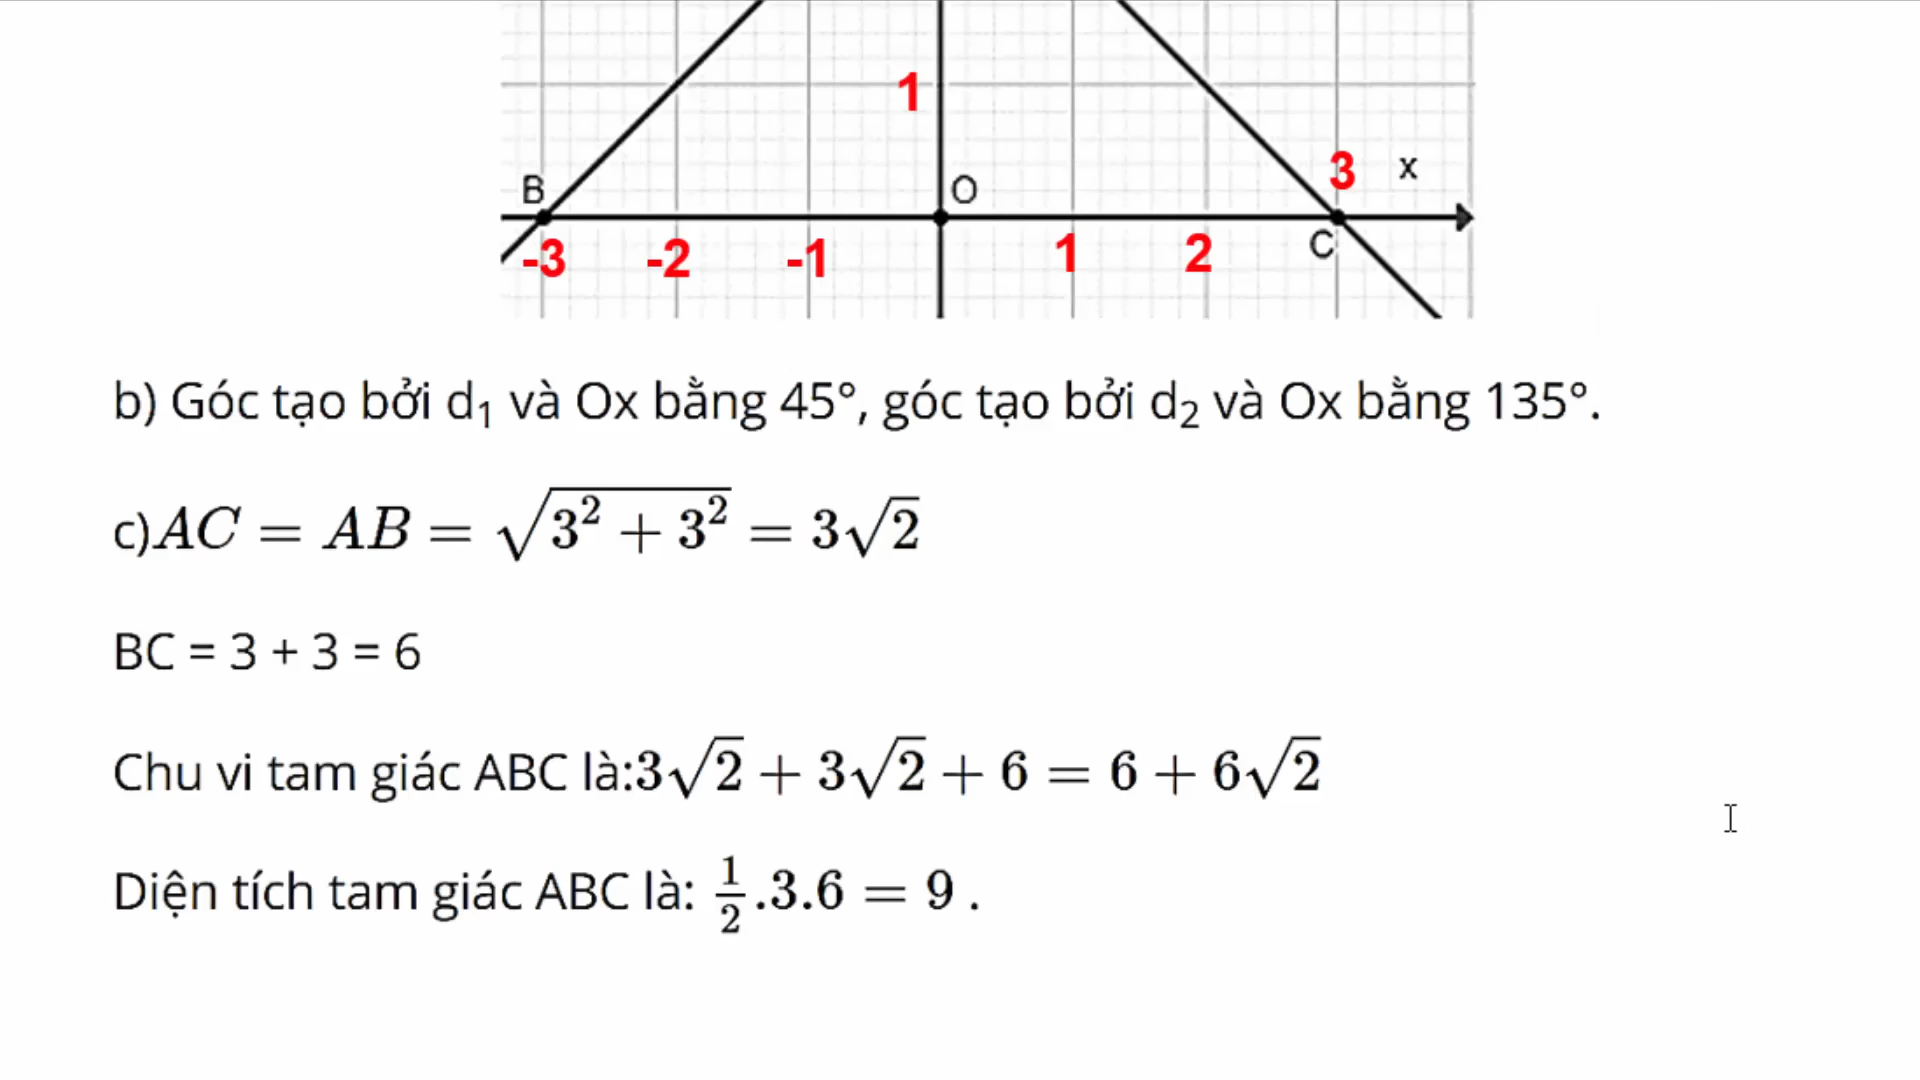 1
3 x
B O
-3 -2 -1 1 2 C
b) Góc tạo bởi d₁ và Ox bằng 45°, góc tạo bởi d₂ và Ox bằng 135°.
c)AC = AB = √(3² + 3²) = 3√2
BC = 3 + 3 = 6
Chu vi tam giác ABC là:3√2 + 3√2 + 6 = 6 + 6√2
Diện tích tam giác ABC là: 1/2 .3.6 = 9 .